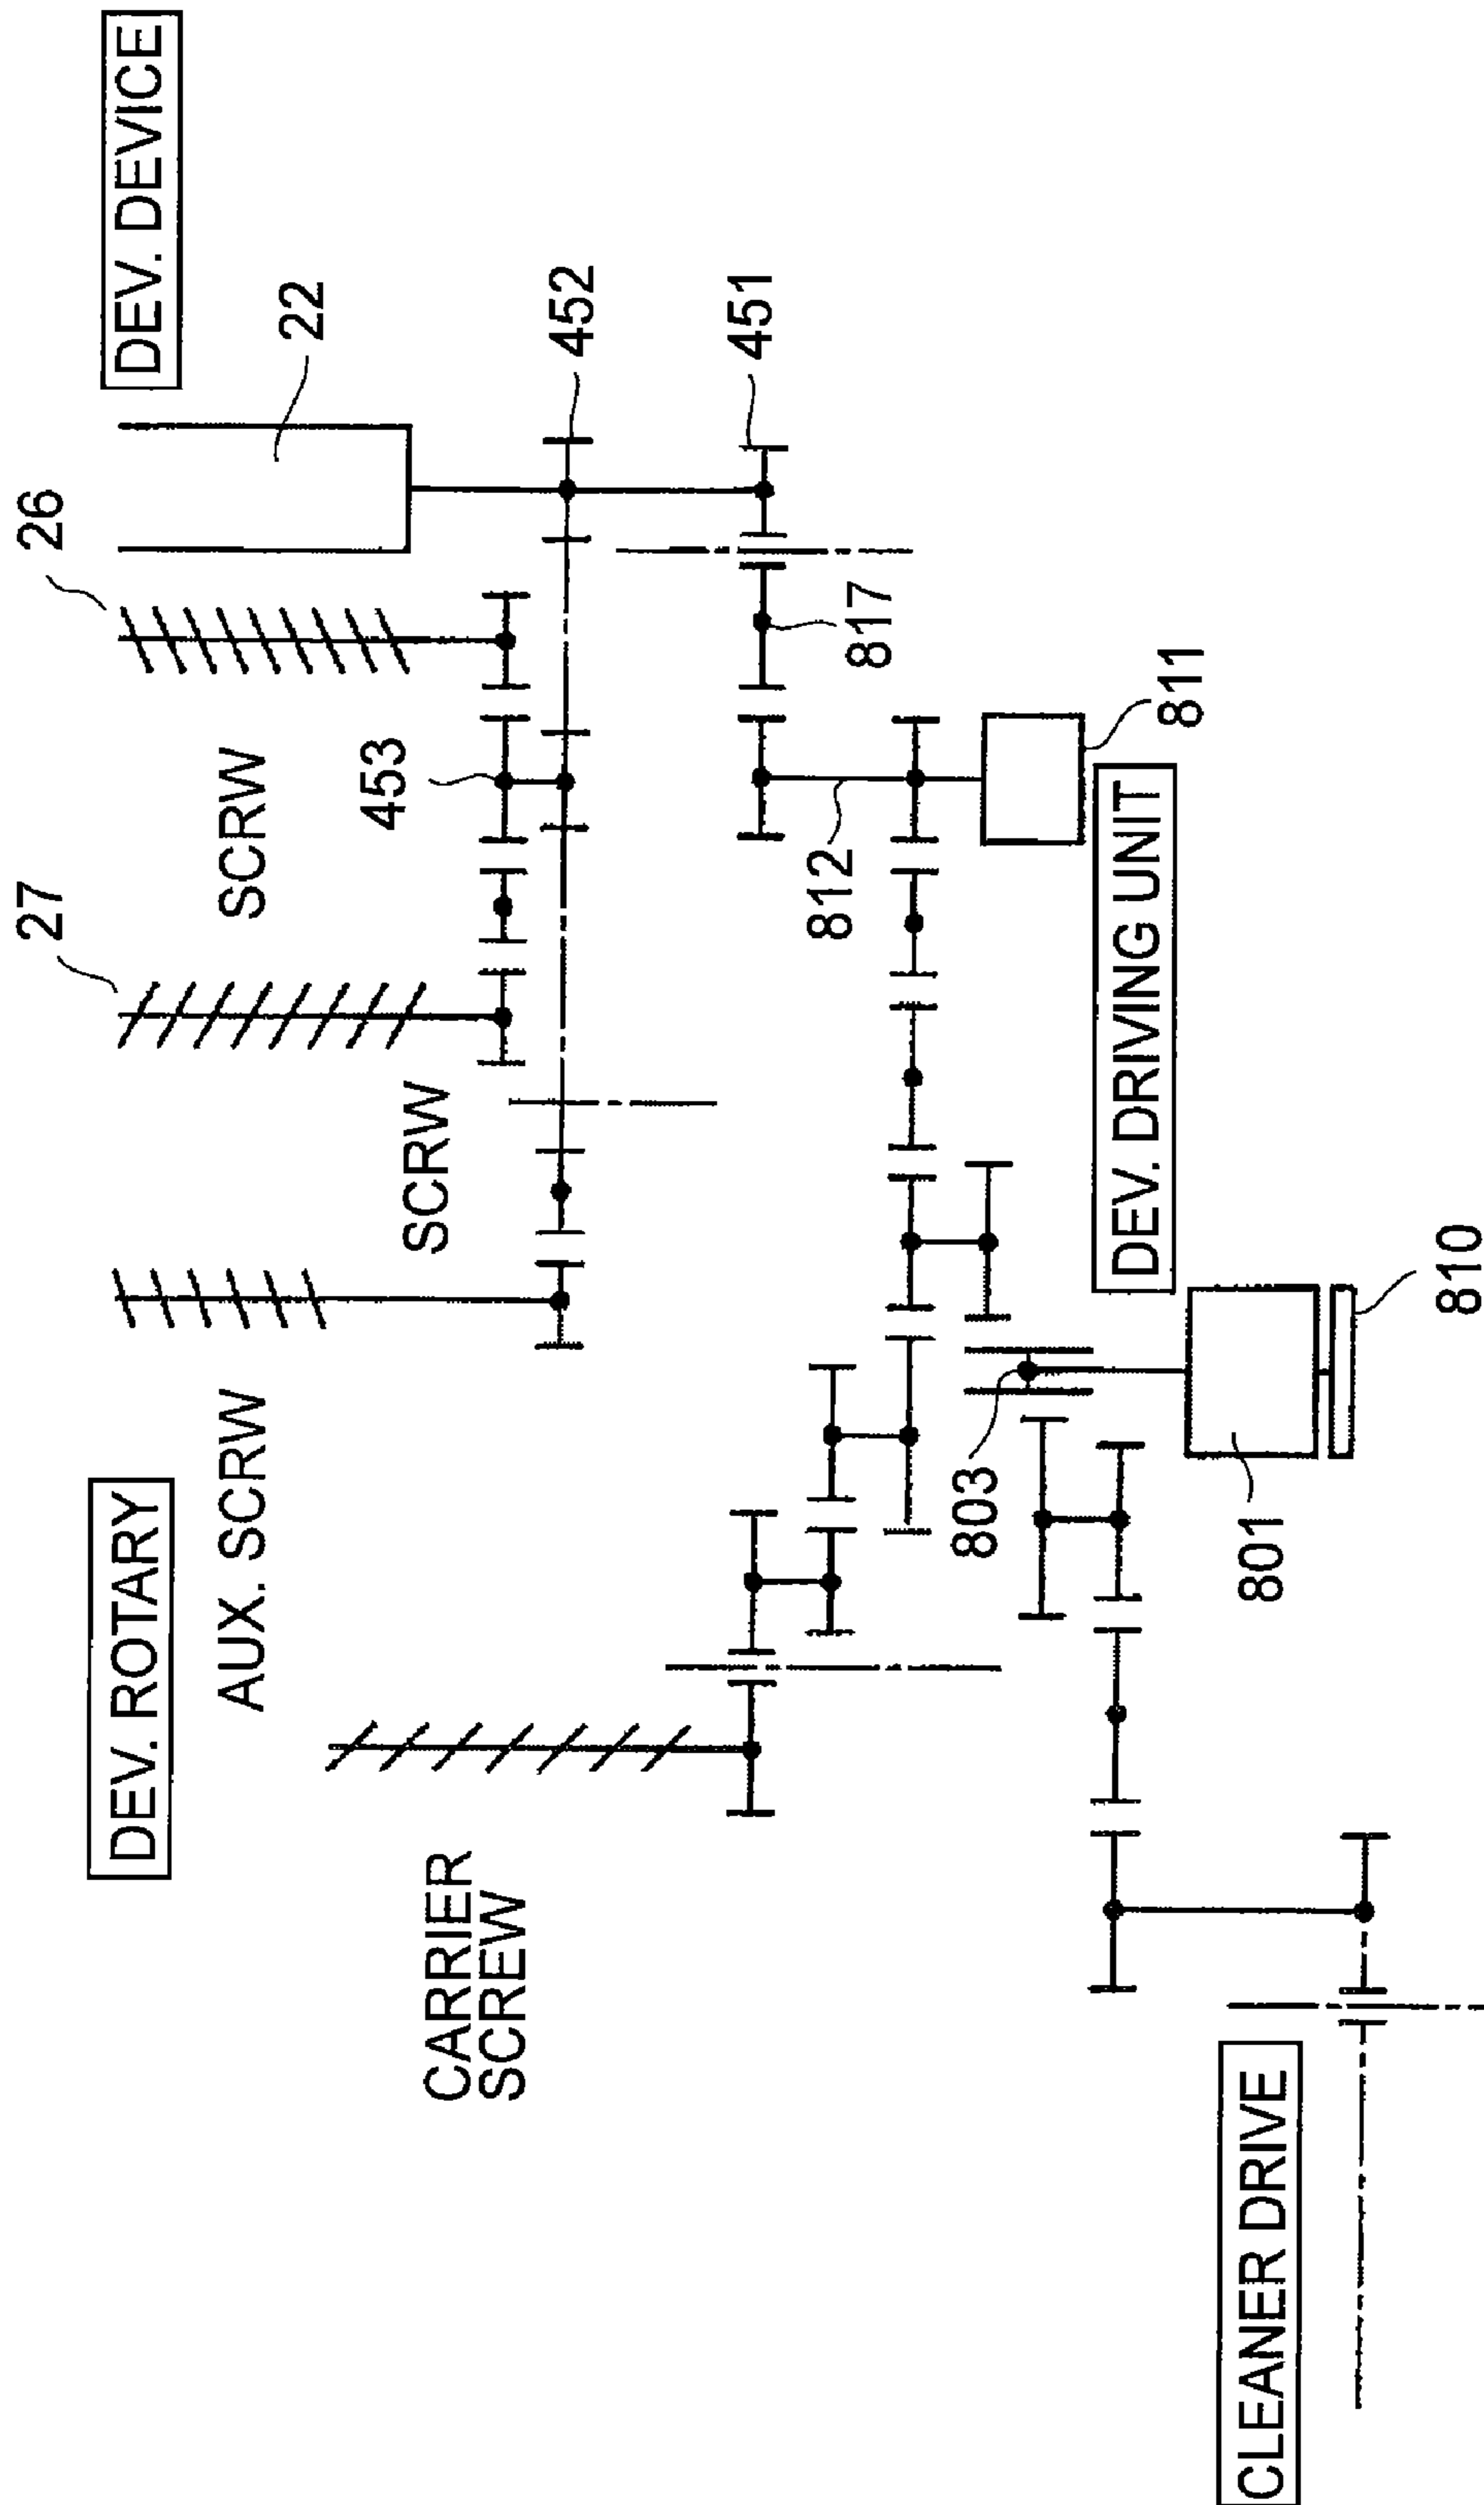 DEV. DEVICE
22
26
452
451
817
811
SCRW
453
27
812
DEV. DRIVING UNIT
SCRW
810
DEV. ROTARY
AUX. SCRW
803
801
CARRIER
SCREW
CLEANER DRIVE